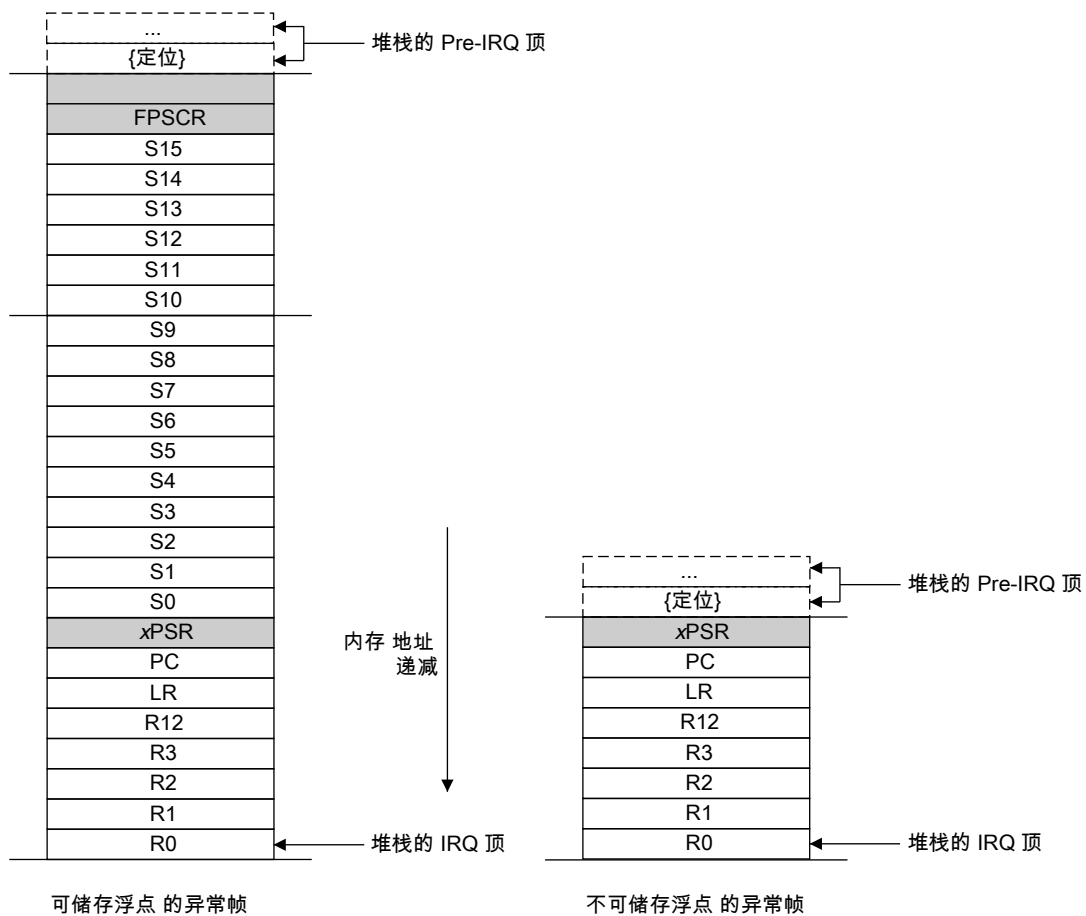 ...
堆栈的 Pre-IRQ 顶
{定位}
FPSCR
S15
S14
S13
S12
S11
S10
S9
S8
S7
S6
S5
S4
S3
S2
S1
S0
xPSR
PC
LR
R12
R3
R2
R1
R0
堆栈的 IRQ 顶
可储存浮点 的异常帧
内存 地址
递减
...
堆栈的 Pre-IRQ 顶
{定位}
xPSR
PC
LR
R12
R3
R2
R1
R0
堆栈的 IRQ 顶
不可储存浮点 的异常帧